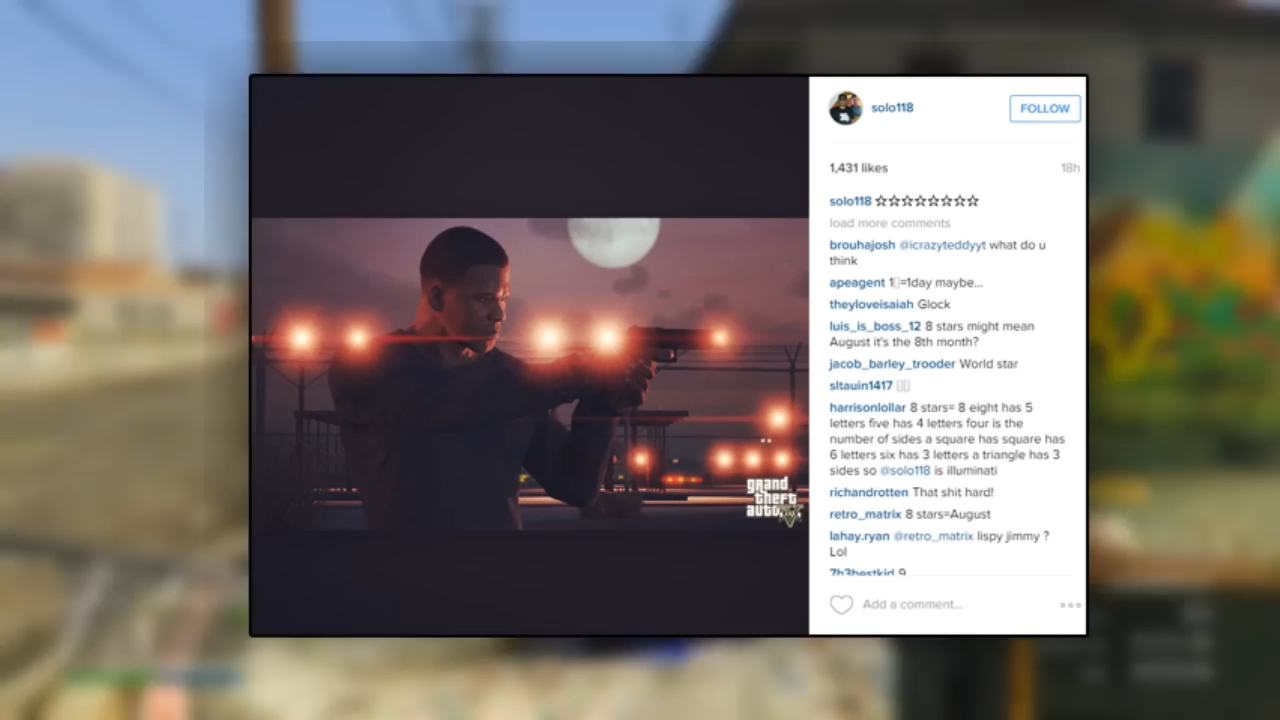 solo118
FOLLOW
1,431 likes
18h
solo118 ☆☆☆☆☆☆☆☆
load more comments
brouhajosh @icrazyteddyyt what do u
think
apeagent 1▯=1day maybe...
theyloveisaiah Glock
luis_is_boss_12 8 stars might mean
August it's the 8th month?
jacob_barley_trooder World star
sltauin1417 ▯▯
harrisonlollar 8 stars= 8 eight has 5
letters five has 4 letters four is the
number of sides a square has square has
6 letters six has 3 letters a triangle has 3
sides so @solo118 is illuminati
richandrotten That shit hard!
retro_matrix 8 stars=August
lahay.ryan @retro_matrix lispy jimmy ?
Lol
7h3bestkid 9
Add a comment...
grand
theft
auto V